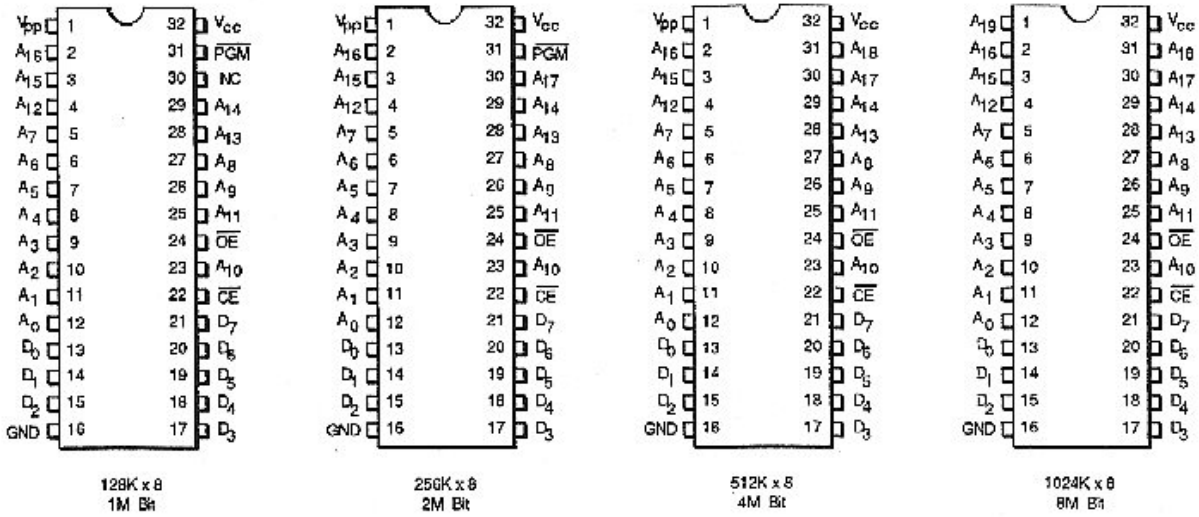 Vpp 1 32 Vcc
A16 2 31 PGM
A15 3 30 NC
A12 4 29 A14
A7 5 28 A13
A6 6 27 A8
A5 7 26 A9
A4 8 25 A11
A3 9 24 OE
A2 10 23 A10
A1 11 22 CE
A0 12 21 D7
D0 13 20 D6
D1 14 19 D5
D2 15 18 D4
GND 16 17 D3
128K x 8
1M Bit
Vpp 1 32 Vcc
A16 2 31 PGM
A15 3 30 A17
A12 4 29 A14
A7 5 28 A13
A6 6 27 A8
A5 7 26 A9
A4 8 25 A11
A3 9 24 OE
A2 10 23 A10
A1 11 22 CE
A0 12 21 D7
D0 13 20 D6
D1 14 19 D5
D2 15 18 D4
GND 16 17 D3
256K x 8
2M Bit
Vpp 1 32 Vcc
A16 2 31 A18
A15 3 30 A17
A12 4 29 A14
A7 5 28 A13
A6 6 27 A8
A5 7 26 A9
A4 8 25 A11
A3 9 24 OE
A2 10 23 A10
A1 11 22 CE
A0 12 21 D7
D0 13 20 D6
D1 14 19 D5
D2 15 18 D4
GND 16 17 D3
512K x 8
4M Bit
A19 1 32 Vcc
A16 2 31 A18
A15 3 30 A17
A12 4 29 A14
A7 5 28 A13
A6 6 27 A8
A5 7 26 A9
A4 8 25 A11
A3 9 24 OE
A2 10 23 A10
A1 11 22 CE
A0 12 21 D7
D0 13 20 D6
D1 14 19 D5
D2 15 18 D4
GND 16 17 D3
1024K x 8
8M Bit